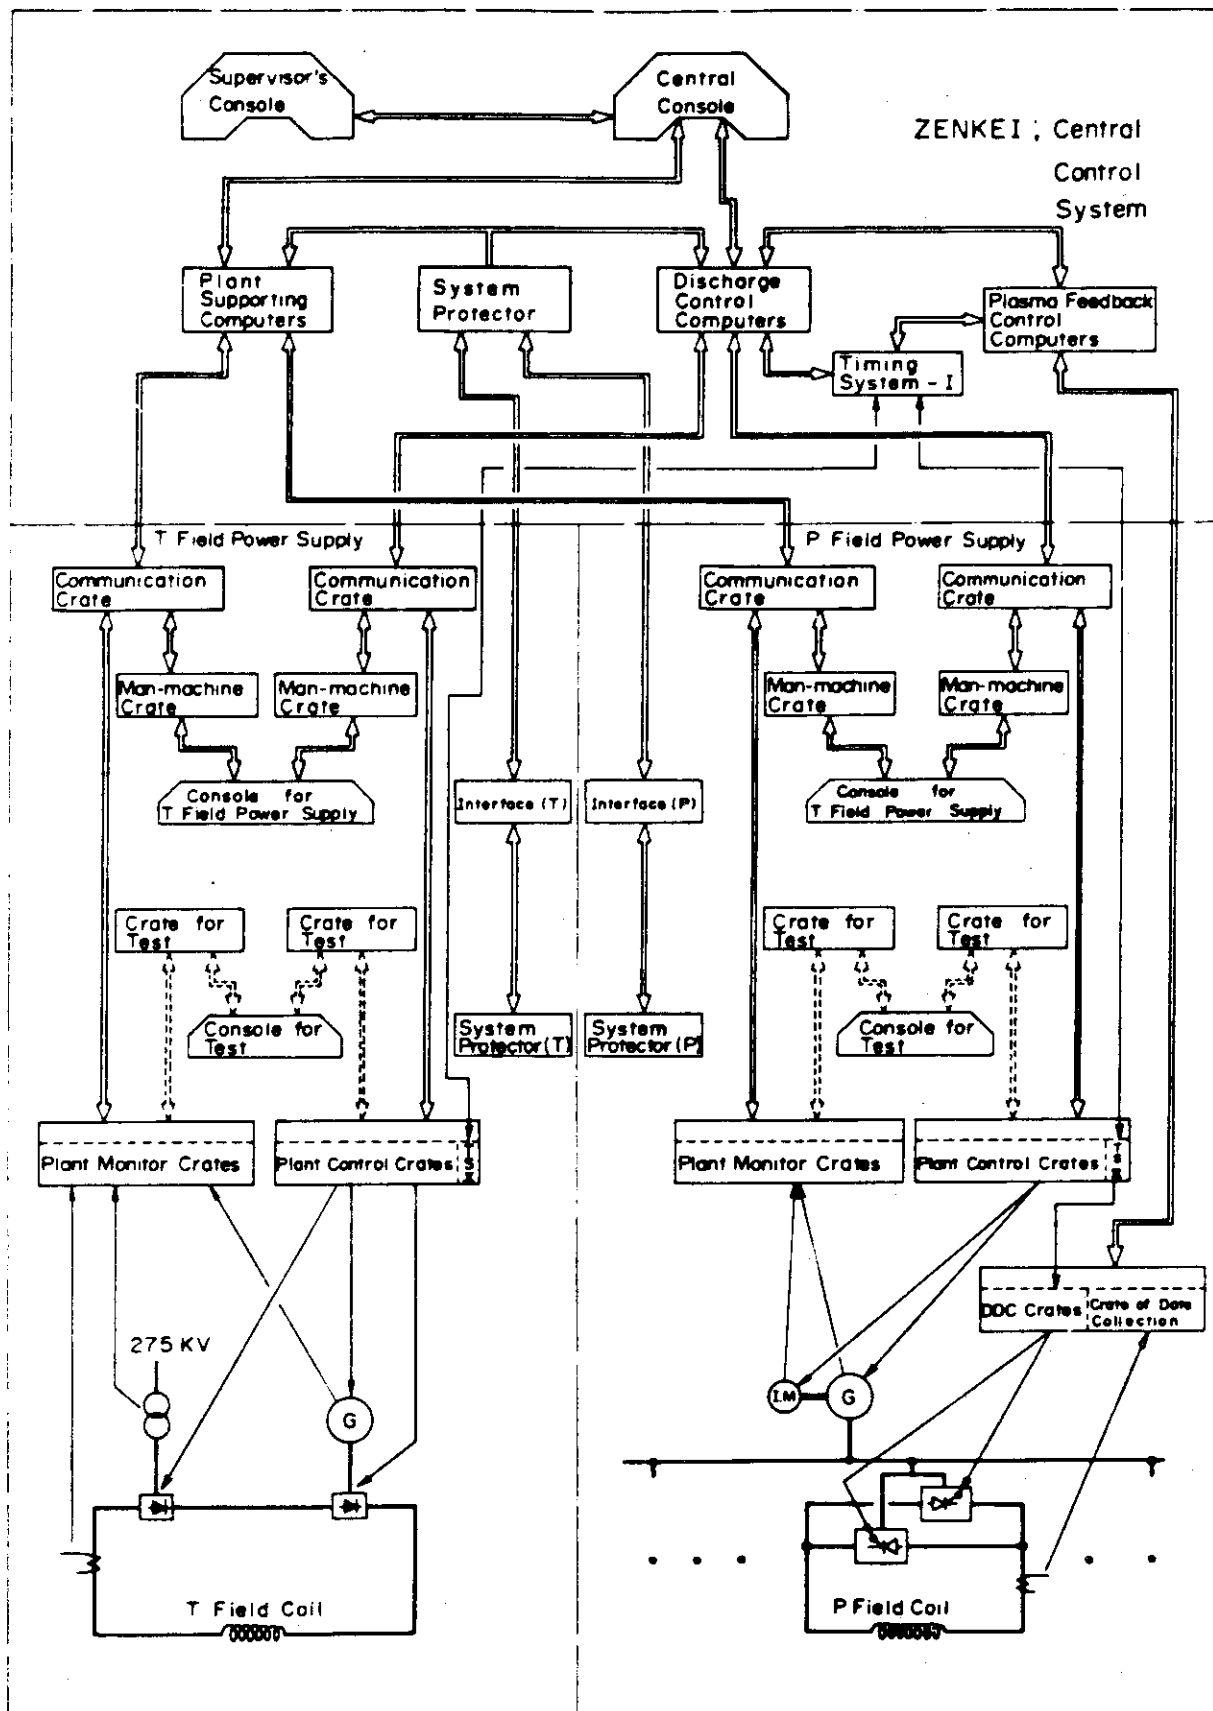 Supervisor's
Console
Central
Console
ZENKEI ; Central
Control
System
Plant
Supporting
Computers
System
Protector
Discharge
Control
Computers
Plasma Feedback
Control
Computers
Timing
System - I
T Field Power Supply
P Field Power Supply
Communication
Crate
Communication
Crate
Communication
Crate
Communication
Crate
Man-machine
Crate
Man-machine
Crate
Man-machine
Crate
Man-machine
Crate
Console for
T Field Power Supply
Interface (T)
Interface (P)
Console for
T Field Power Supply
Crate for
Test
Crate for
Test
Crate for
Test
Crate for
Test
Console for
Test
System
Protector (T)
System
Protector (P)
Console for
Test
Plant Monitor Crates
Plant Control Crates
Plant Monitor Crates
Plant Control Crates
DDC Crates
Crate of Date
Collection
275 KV
G
I.M
G
T Field Coil
P Field Coil